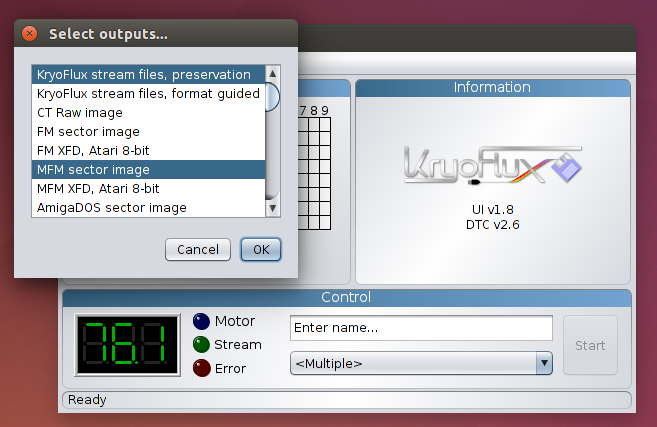 Select outputs...
KryoFlux stream files, preservation
KryoFlux stream files, format guided
CT Raw image
FM sector image
FM XFD, Atari 8-bit
MFM sector image
MFM XFD, Atari 8-bit
AmigaDOS sector image
Cancel
OK
7 8 9
Information
KryoFlux
UI v1.8
DTC v2.6
Control
76.1
Motor
Stream
Error
Enter name...
<Multiple>
Start
Ready